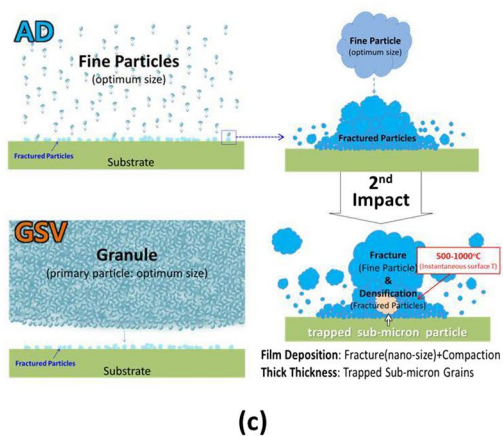 AD
Fine Particles
(optimum size)
Fractured Particles
Substrate
Fine Particle
(optimum size)
Fractured Particles
2nd
Impact
GSV
Granule
(primary particle: optimum size)
Fractured Particles
Substrate
Fracture
(Fine Particle)
&
Densification
(Fractured Particles)
500-1000°C
(Instantaneous surface T)
trapped sub-micron particle
Film Deposition: Fracture(nano-size)+Compaction
Thick Thickness: Trapped Sub-micron Grains
(c)